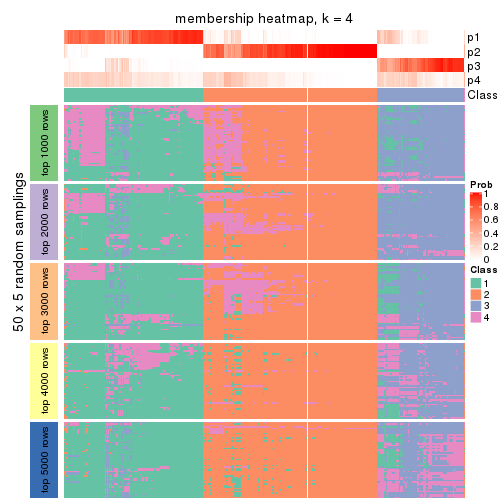 membership heatmap, k = 4
p1
p2
p3
p4
Class
50 x 5 random samplings
top 1000 rows
top 2000 rows
top 3000 rows
top 4000 rows
top 5000 rows
Prob
1
0.8
0.6
0.4
0.2
0
Class
1
2
3
4